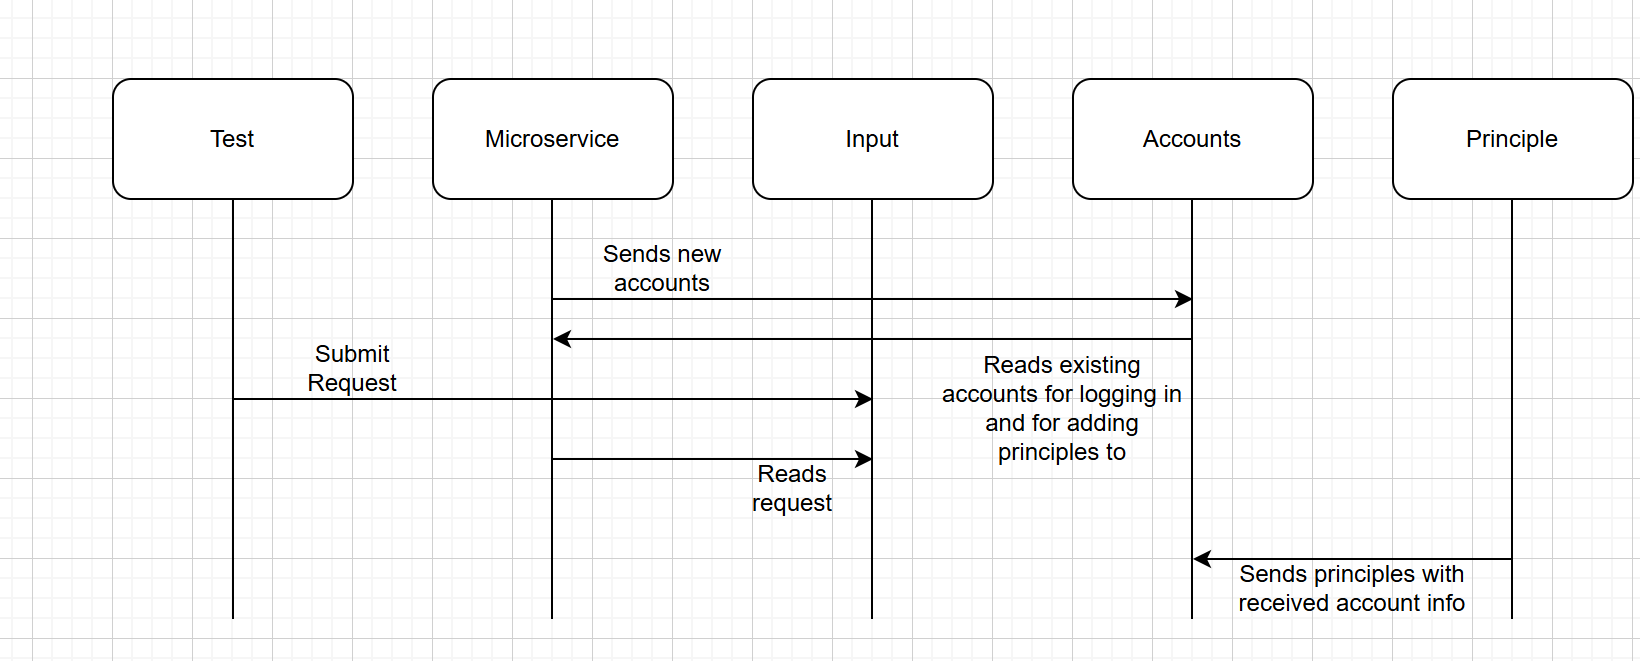 Test
Microservice
Input
Accounts
Principle
Sends new
accounts
Submit
Request
Reads existing
accounts for logging in
and for adding
principles to
Reads
request
Sends principles with
received account info